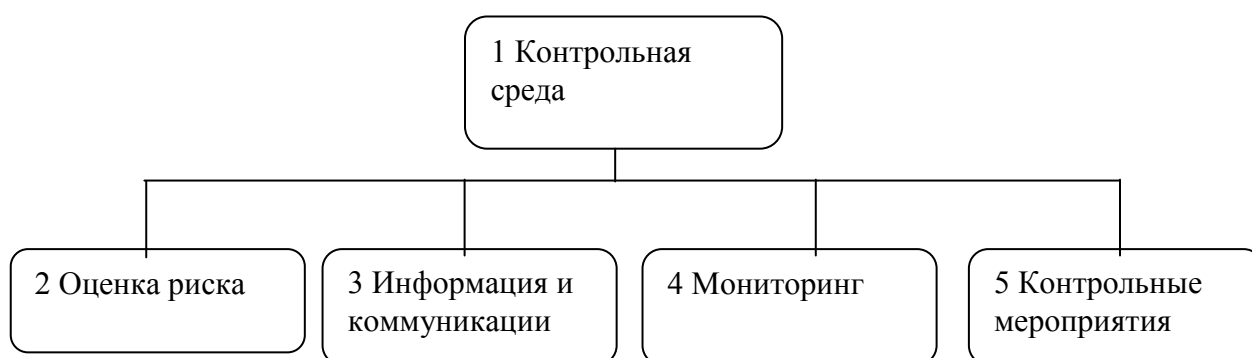 1 Контрольная
среда
2 Оценка риска
3 Информация и
коммуникации
4 Мониторинг
5 Контрольные
мероприятия